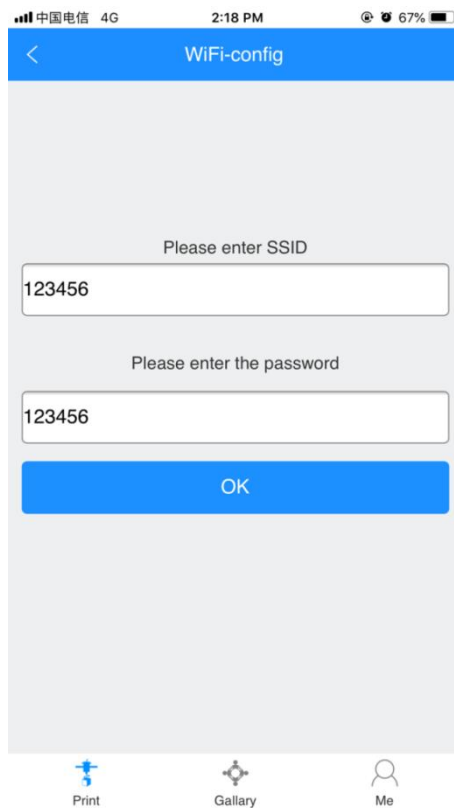 中国电信 4G 2:18 PM 67%
WiFi-config
Please enter SSID
123456
Please enter the password
123456
OK
Print Gallary Me